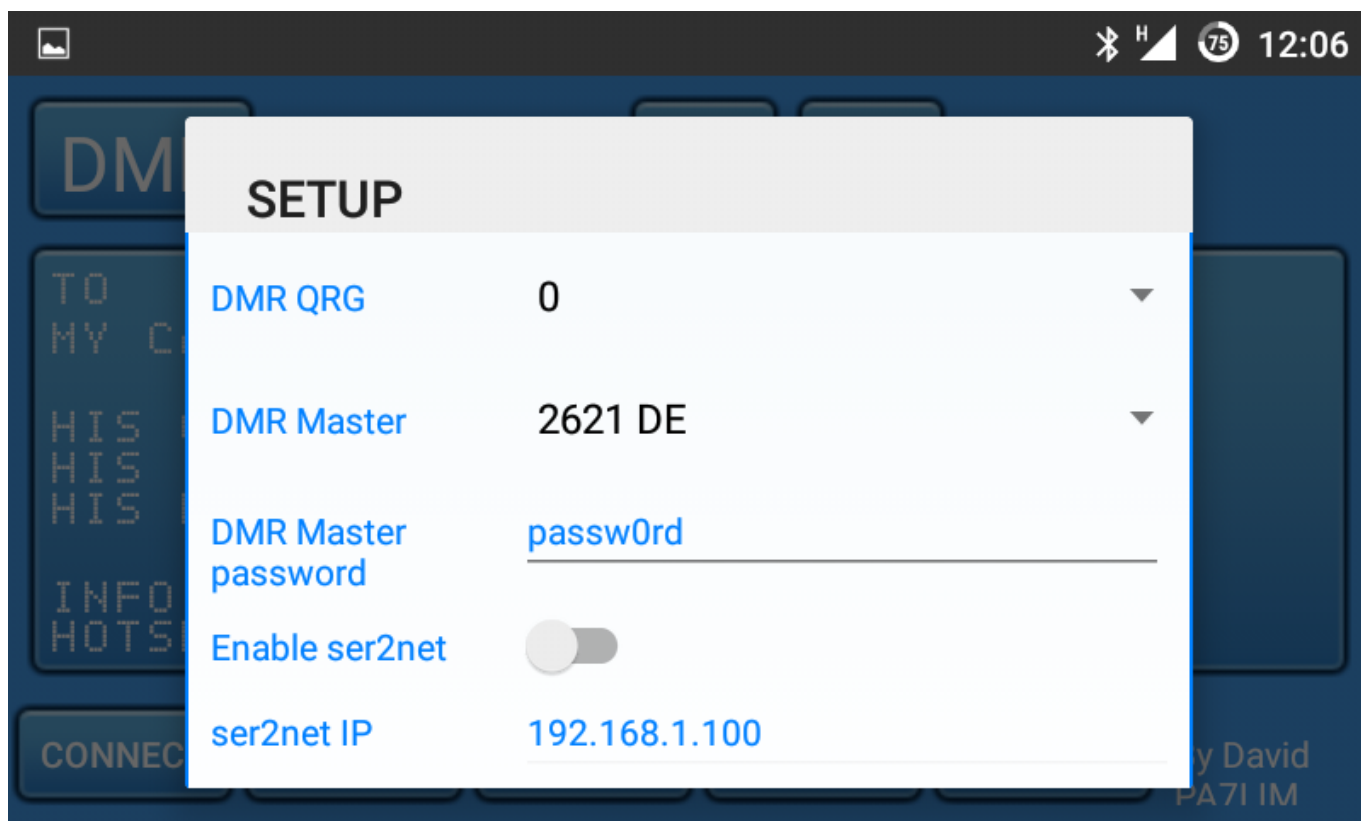 H 75 12:06
DM
SETUP
TO
DMR QRG 0
MY C
DMR Master 2621 DE
HIS
HIS
HIS
DMR Master password passw0rd
INFO
HOTS
Enable ser2net
ser2net IP 192.168.1.100
CONNEC
y David
PA7LIM